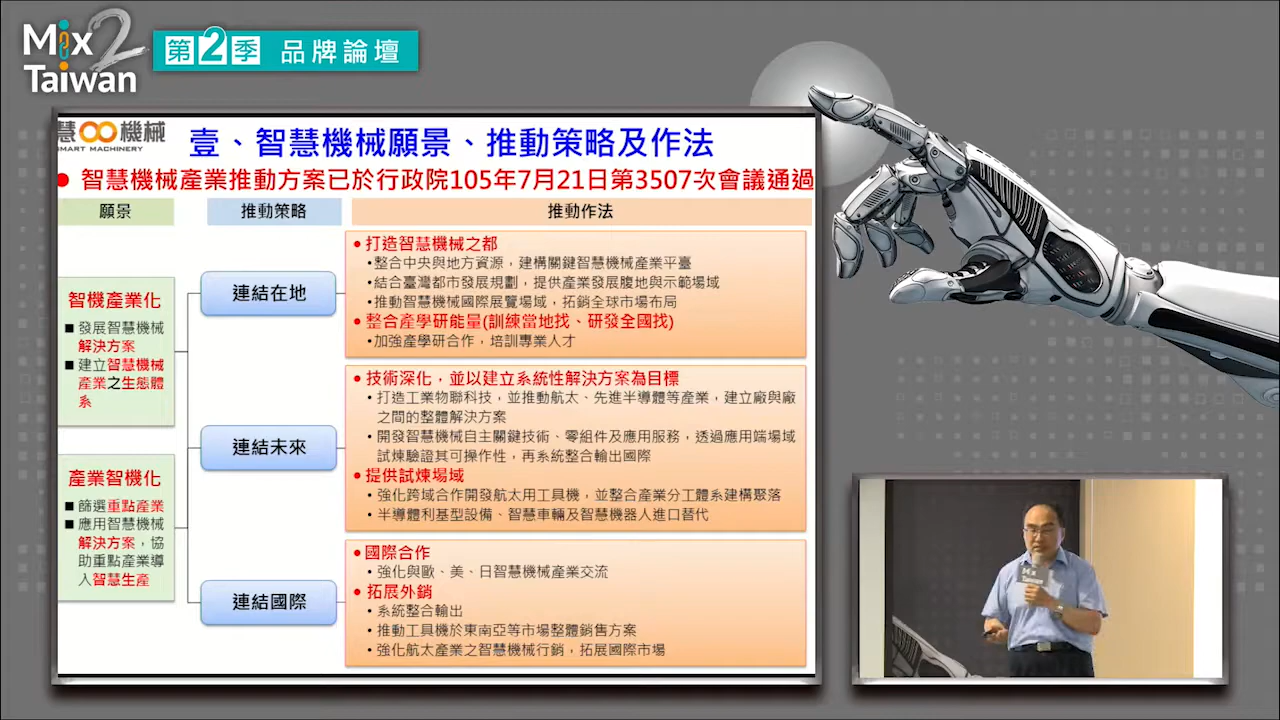 Mix 2
Taiwan
第2季 品牌論壇
慧 機械
SMART MACHINERY
壹、智慧機械願景、推動策略及作法
● 智慧機械產業推動方案已於行政院105年7月21日第3507次會議通過
願景
推動策略
推動作法
智機產業化
■ 發展智慧機械
解決方案
■ 建立智慧機械
產業之生態體
系
產業智機化
■ 篩選重點產業
■ 應用智慧機械
解決方案，協
助重點產業導
入智慧生產
連結在地
連結未來
連結國際
● 打造智慧機械之都
•整合中央與地方資源，建構關鍵智慧機械產業平臺
•結合臺灣都市發展規劃，提供產業發展腹地與示範場域
•推動智慧機械國際展覽場域，拓銷全球市場布局
● 整合產學研能量(訓練當地找、研發全國找)
•加強產學研合作，培訓專業人才
● 技術深化，並以建立系統性解決方案為目標
• 打造工業物聯科技，並推動航太、先進半導體等產業，建立廠與廠
之間的整體解決方案
• 開發智慧機械自主關鍵技術、零組件及應用服務，透過應用端場域
試煉驗證其可操作性，再系統整合輸出國際
● 提供試煉場域
• 強化跨域合作開發航太用工具機，並整合產業分工體系建構聚落
• 半導體利基型設備、智慧車輛及智慧機器人進口替代
● 國際合作
• 強化與歐、美、日智慧機械產業交流
● 拓展外銷
• 系統整合輸出
• 推動工具機於東南亞等市場整體銷售方案
• 強化航太產業之智慧機械行銷，拓展國際市場
Mix
Taiwan